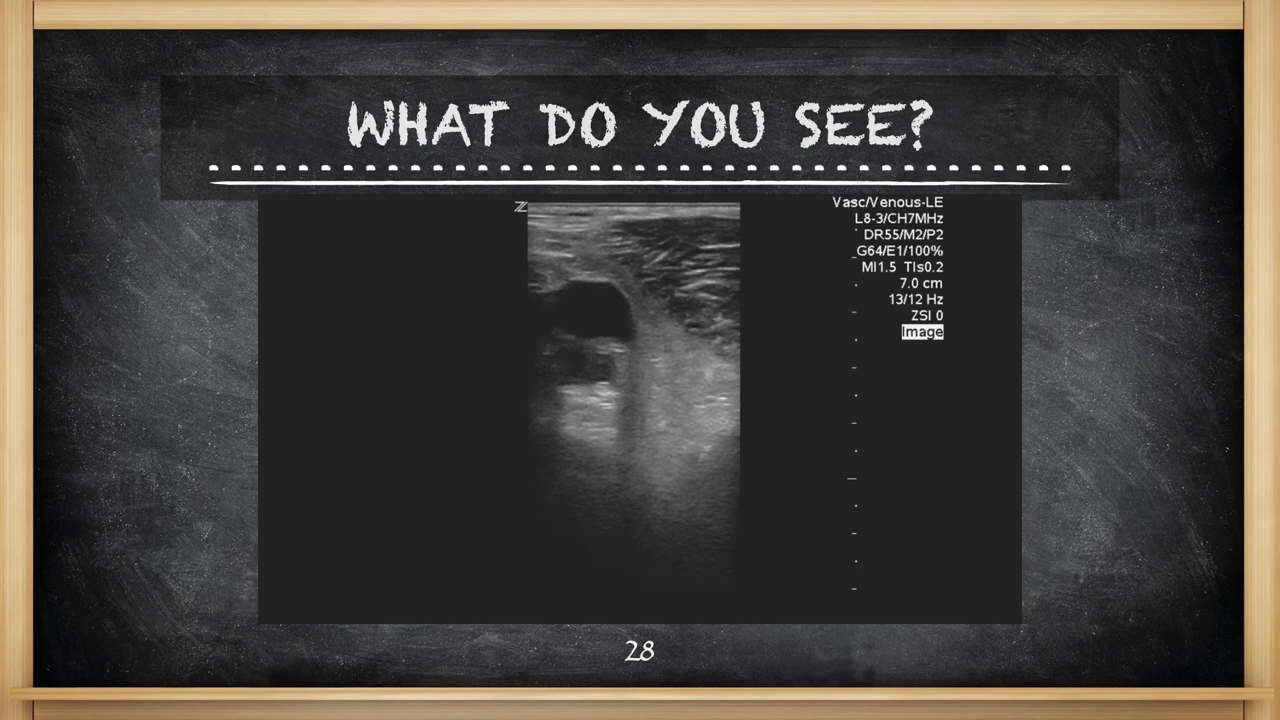 WHAT DO YOU SEE?
Z
Vasc/Venous-LE
L8-3/CH7MHz
DR55/M2/P2
G64/E1/100%
MI1.5 TIs0.2
7.0 cm
13/12 Hz
ZSI 0
Image
28